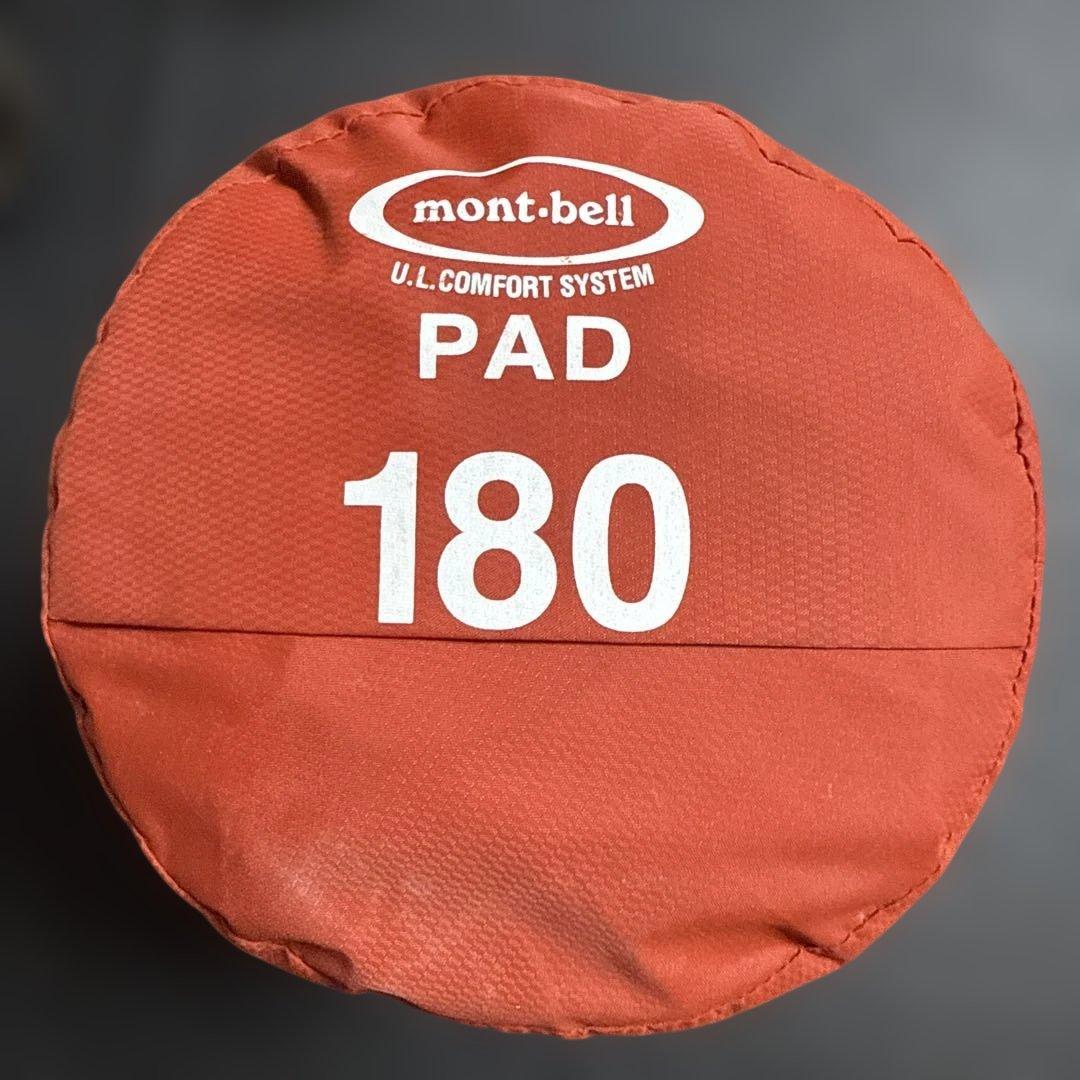 mont-bell
U.L.COMFORT SYSTEM
PAD
180